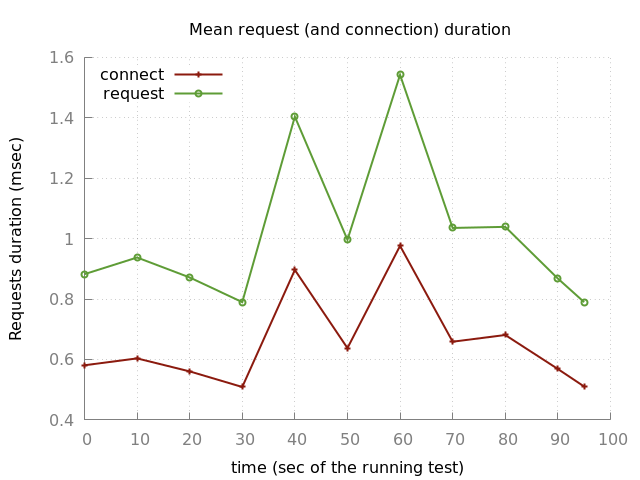 Mean request (and connection) duration
connect
request
Requests duration (msec)
1.6
1.4
1.2
1
0.8
0.6
0.4
0 10 20 30 40 50 60 70 80 90 100
time (sec of the running test)